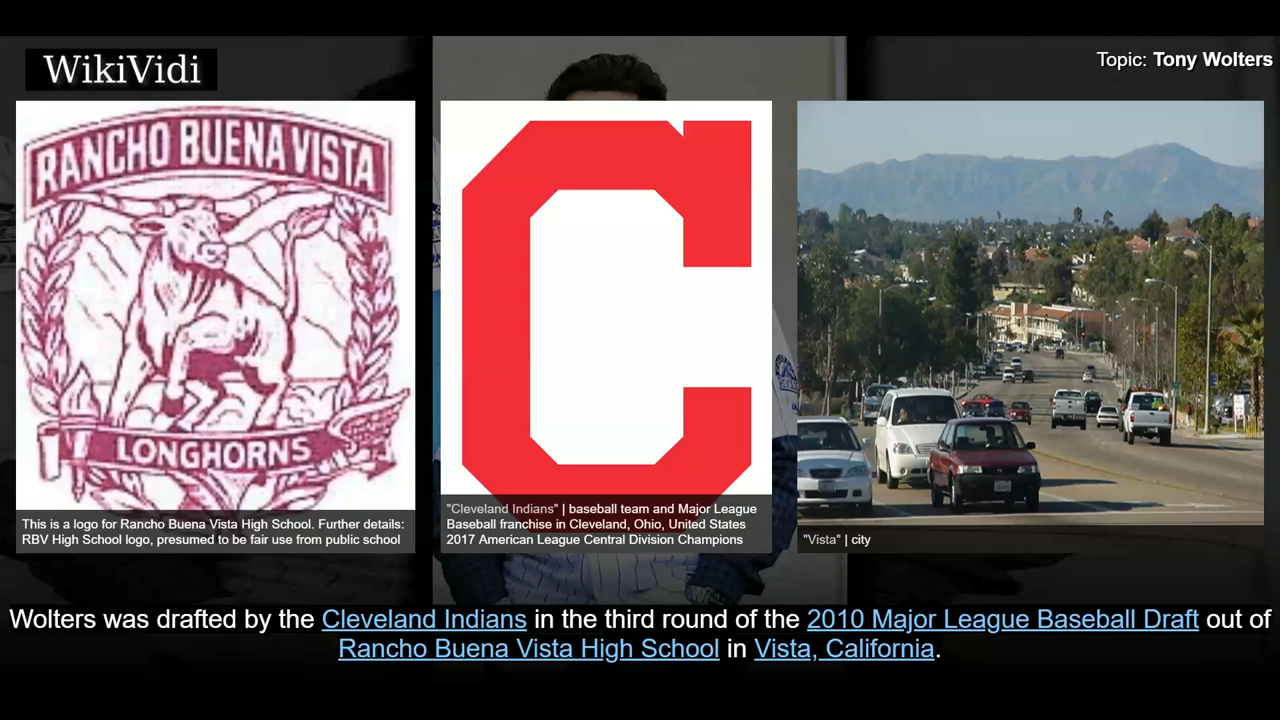 WikiVidi
Topic: Tony Wolters
RANCHO BUENA VISTA
LONGHORNS
This is a logo for Rancho Buena Vista High School. Further details:
RBV High School logo, presumed to be fair use from public school
"Cleveland Indians" | baseball team and Major League
Baseball franchise in Cleveland, Ohio, United States
2017 American League Central Division Champions
"Vista" | city
Wolters was drafted by the Cleveland Indians in the third round of the 2010 Major League Baseball Draft out of
Rancho Buena Vista High School in Vista, California.